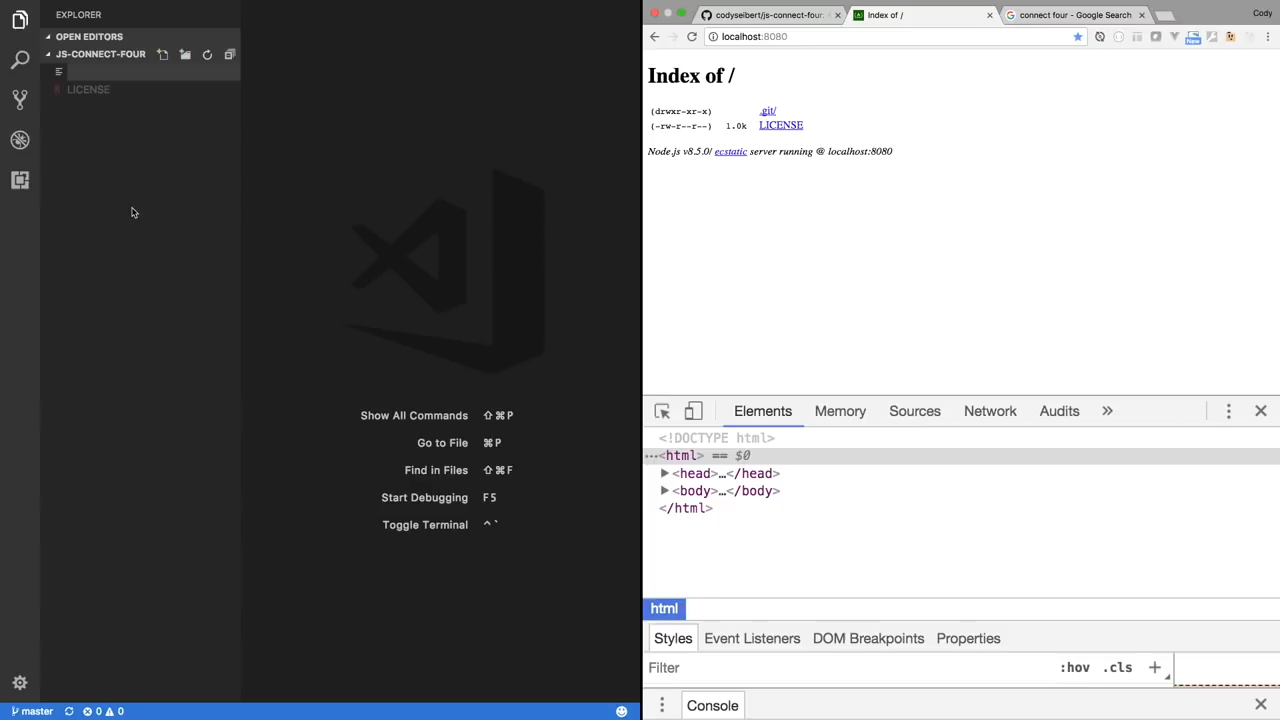 EXPLORER
OPEN EDITORS
JS-CONNECT-FOUR
LICENSE
Show All Commands ⇧⌘P
Go to File ⌘P
Find in Files ⇧⌘F
Start Debugging F5
Toggle Terminal ^`
master 0 0
codyseibert/js-connect-four:
Index of /
connect four - Google Search
Cody
localhost:8080
New
Index of /
(drwxr-xr-x) .git/
(-rw-r--r--) 1.0k LICENSE
Node.js v8.5.0/ ecstatic server running @ localhost:8080
Elements Memory Sources Network Audits »
<!DOCTYPE html>
…<html> == $0
<head>…</head>
<body>…</body>
</html>
html
Styles Event Listeners DOM Breakpoints Properties
Filter :hov .cls +
Console